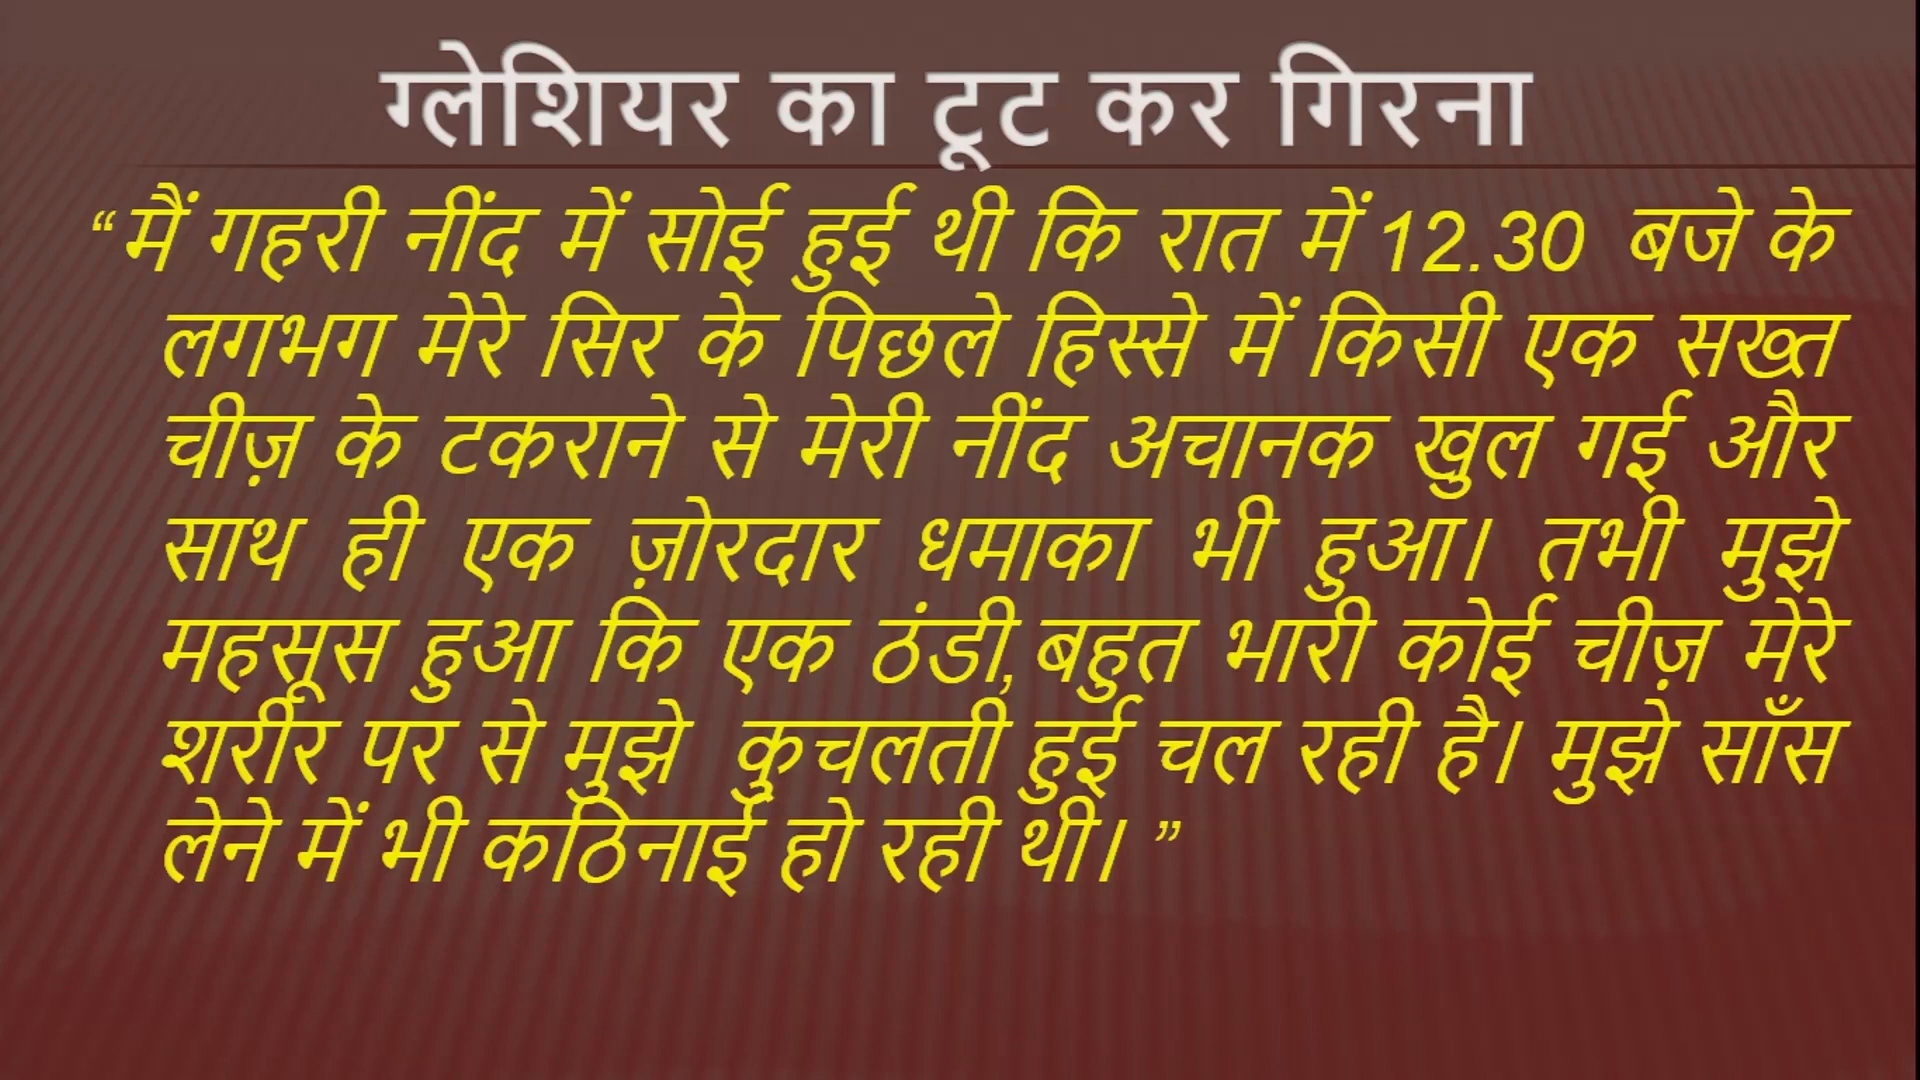 ग्लेशियर का टूट कर गिरना
“मैं गहरी नींद में सोई हुई थी कि रात में 12.30 बजे के
लगभग मेरे सिर के पिछले हिस्से में किसी एक सख्त
चीज़ के टकराने से मेरी नींद अचानक खुल गई और
साथ ही एक ज़ोरदार धमाका भी हुआ। तभी मुझे
महसूस हुआ कि एक ठंडी,बहुत भारी कोई चीज़ मेरे
शरीर पर से मुझे कुचलती हुई चल रही है। मुझे साँस
लेने में भी कठिनाई हो रही थी। ”